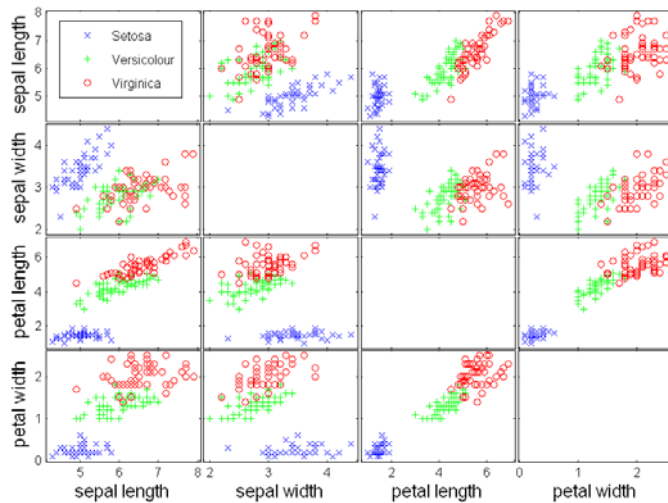 8
7
6
5
sepal length
Setosa
Versicolour
Virginica
4
3
2
sepal width
6
4
2
petal length
2
1
0
petal width
5 6 7 8 2 3 4 2 4 6 0 1 2
sepal length sepal width petal length petal width